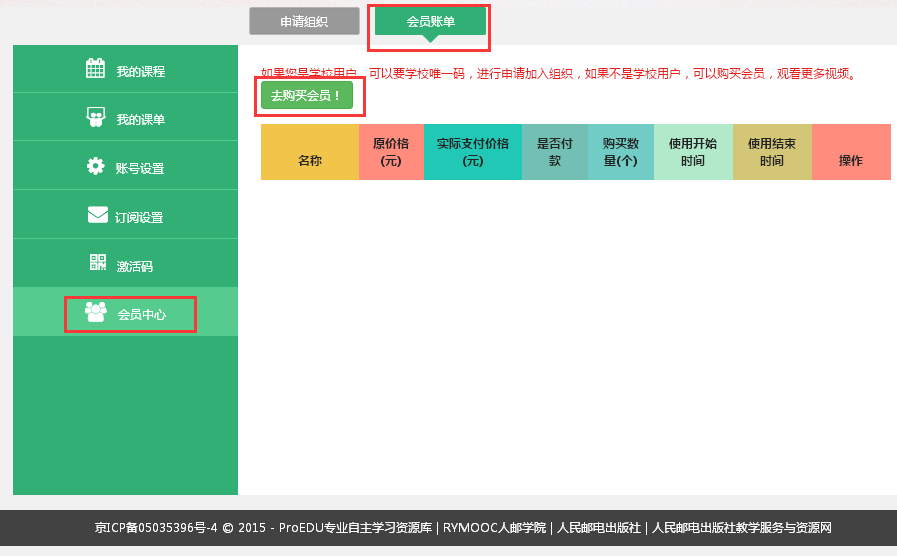 申请组织
会员账单
我的课程
我的课单
账号设置
订阅设置
激活码
会员中心
如果您是学校用户，可以要学校唯一码，进行申请加入组织，如果不是学校用户，可以购买会员，观看更多视频。
去购买会员！
名称
原价格
(元)
实际支付价格
(元)
是否付
款
购买数
量(个)
使用开始
时间
使用结束
时间
操作
京ICP备05035396号-4 © 2015 - ProEDU专业自主学习资源库 | RYMOOC人邮学院 | 人民邮电出版社 | 人民邮电出版社教学服务与资源网